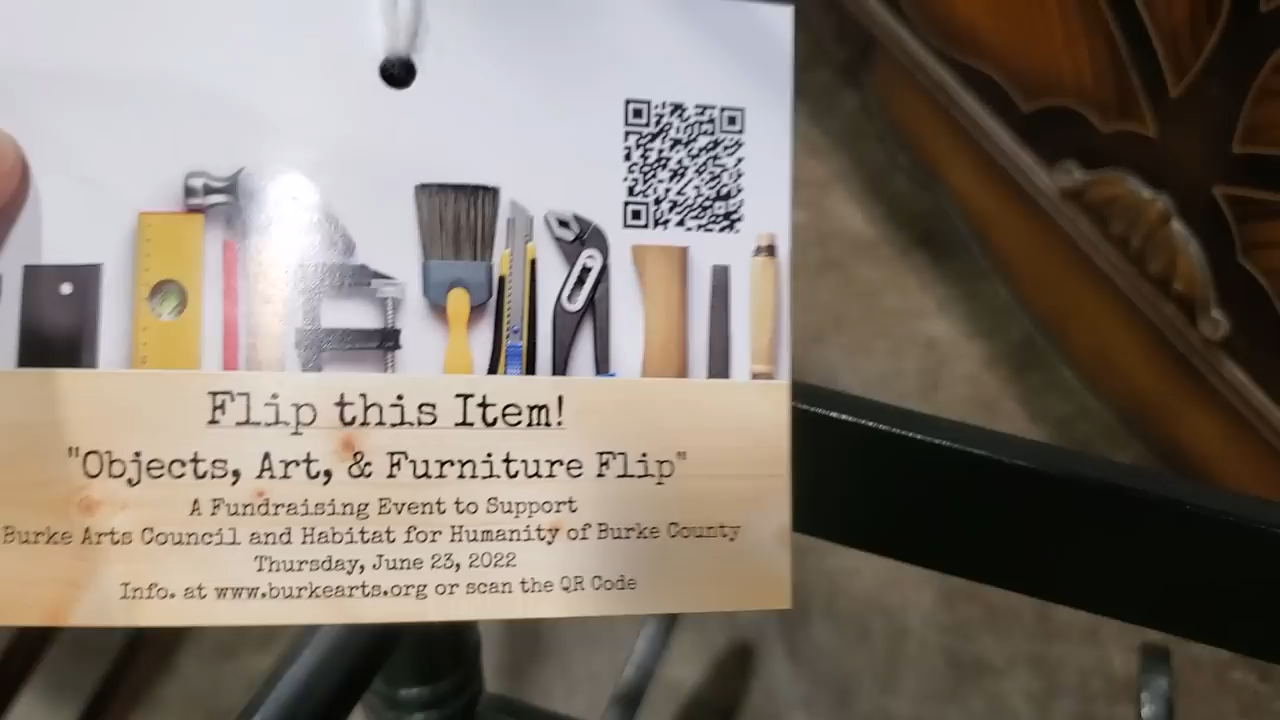 Flip this Item!
"Objects, Art, & Furniture Flip"
A Fundraising Event to Support
Burke Arts Council and Habitat for Humanity of Burke County
Thursday, June 23, 2022
Info. at www.burkearts.org or scan the QR Code